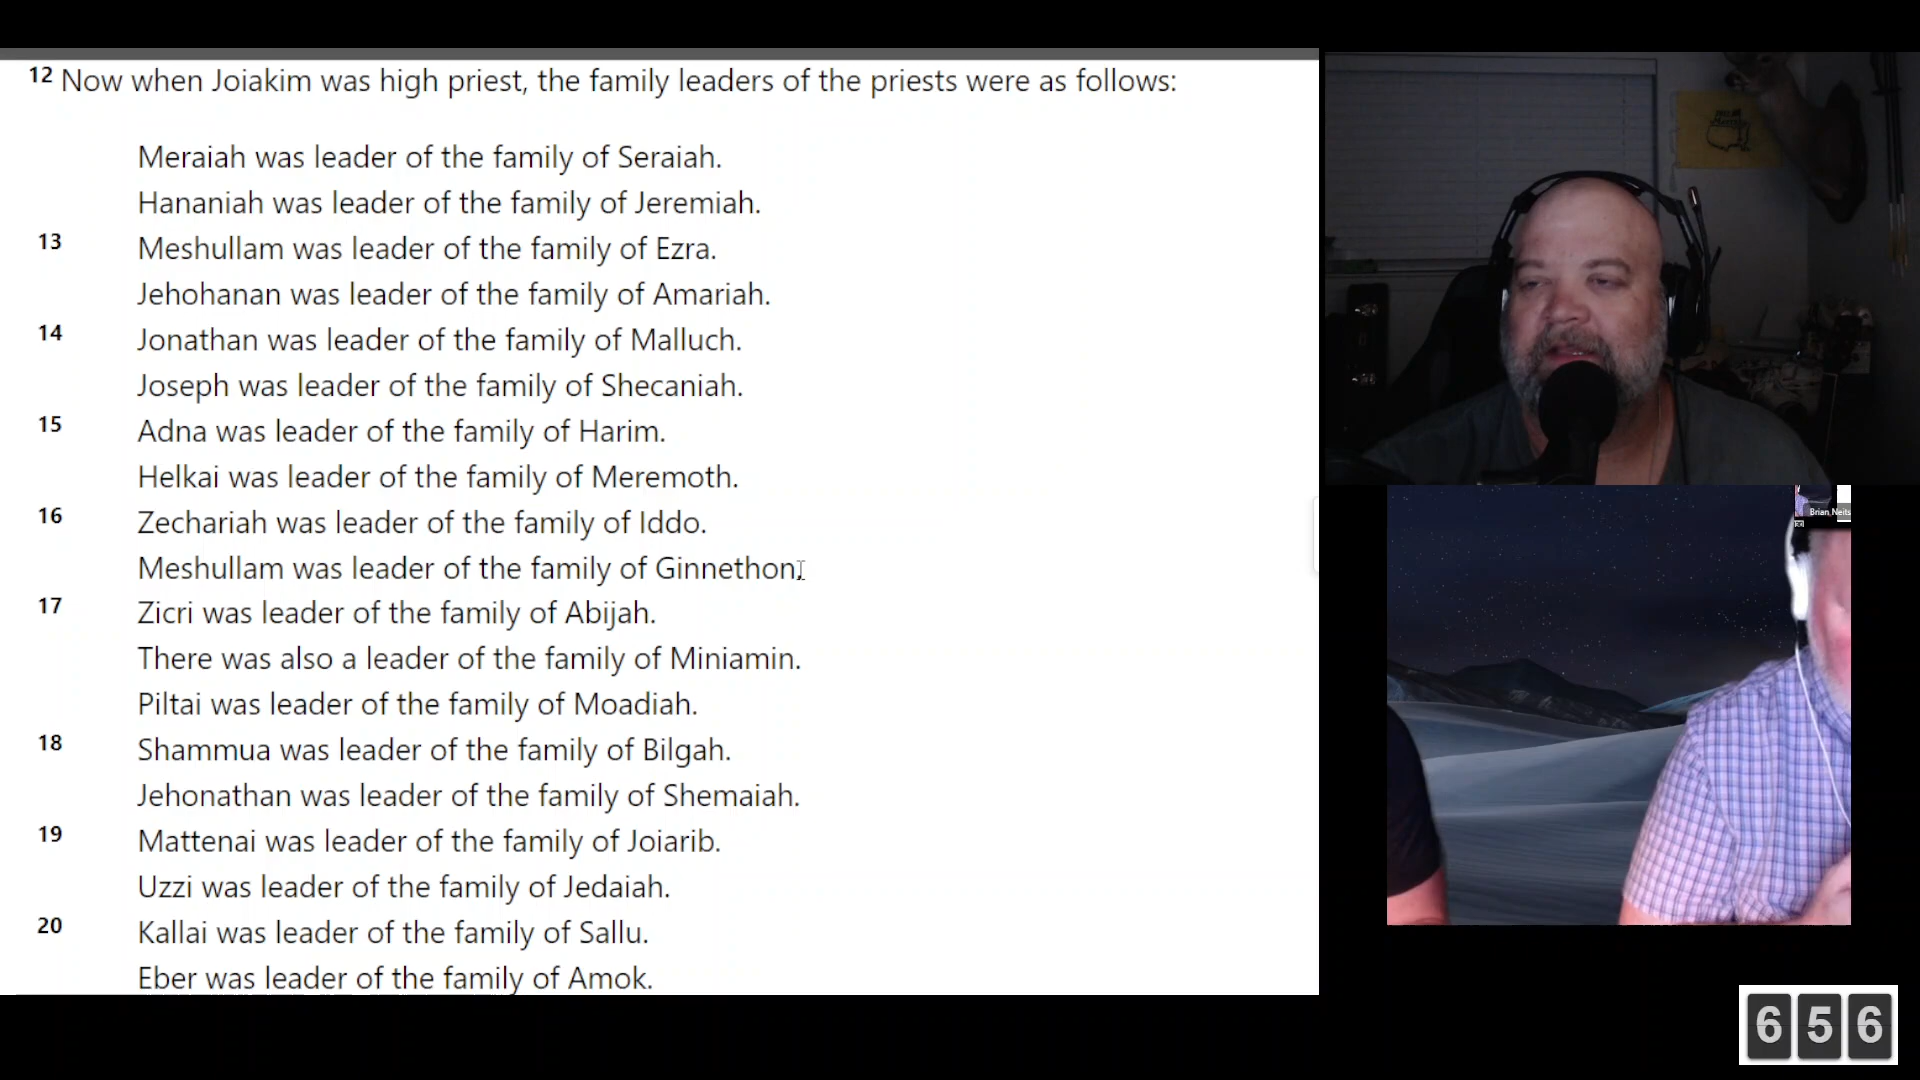 12 Now when Joiakim was high priest, the family leaders of the priests were as follows:
Meraiah was leader of the family of Seraiah.
Hananiah was leader of the family of Jeremiah.
13 Meshullam was leader of the family of Ezra.
Jehohanan was leader of the family of Amariah.
14 Jonathan was leader of the family of Malluch.
Joseph was leader of the family of Shecaniah.
15 Adna was leader of the family of Harim.
Helkai was leader of the family of Meremoth.
16 Zechariah was leader of the family of Iddo.
Meshullam was leader of the family of Ginnethon.
17 Zicri was leader of the family of Abijah.
There was also a leader of the family of Miniamin.
Piltai was leader of the family of Moadiah.
18 Shammua was leader of the family of Bilgah.
Jehonathan was leader of the family of Shemaiah.
19 Mattenai was leader of the family of Joiarib.
Uzzi was leader of the family of Jedaiah.
20 Kallai was leader of the family of Sallu.
Eber was leader of the family of Amok.
Brian Neits
656